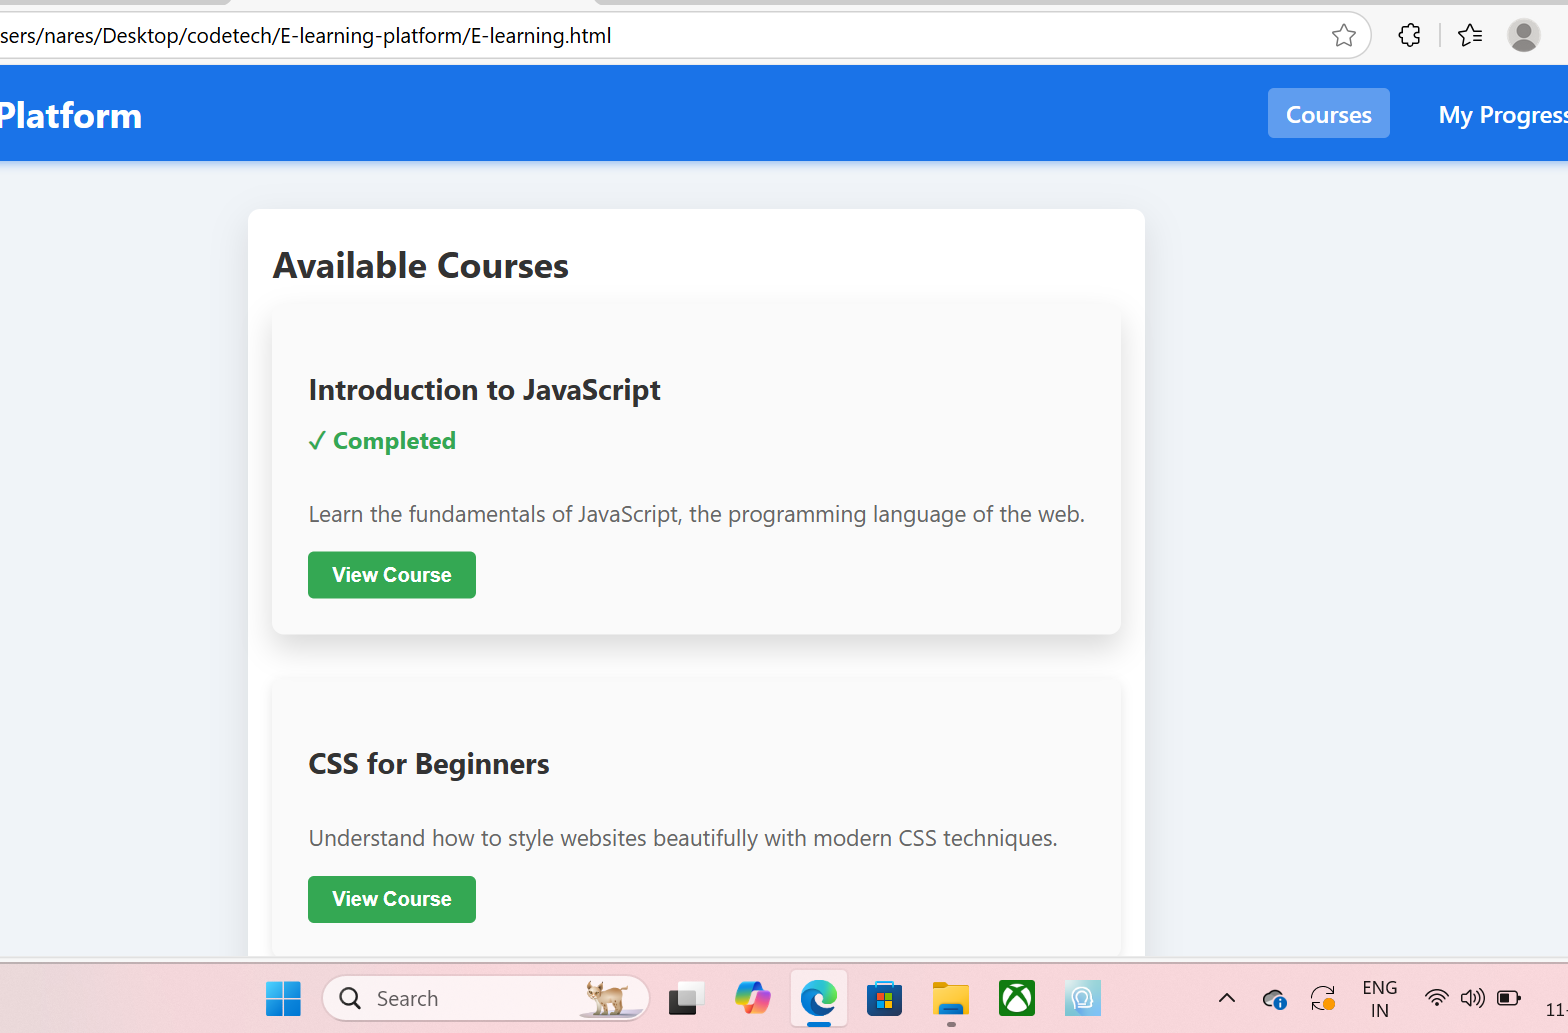 sers/nares/Desktop/codetech/E-learning-platform/E-learning.html
Platform
Courses
My Progress
Available Courses
Introduction to JavaScript
✓ Completed
Learn the fundamentals of JavaScript, the programming language of the web.
View Course
CSS for Beginners
Understand how to style websites beautifully with modern CSS techniques.
View Course
Search
ENG
IN
11